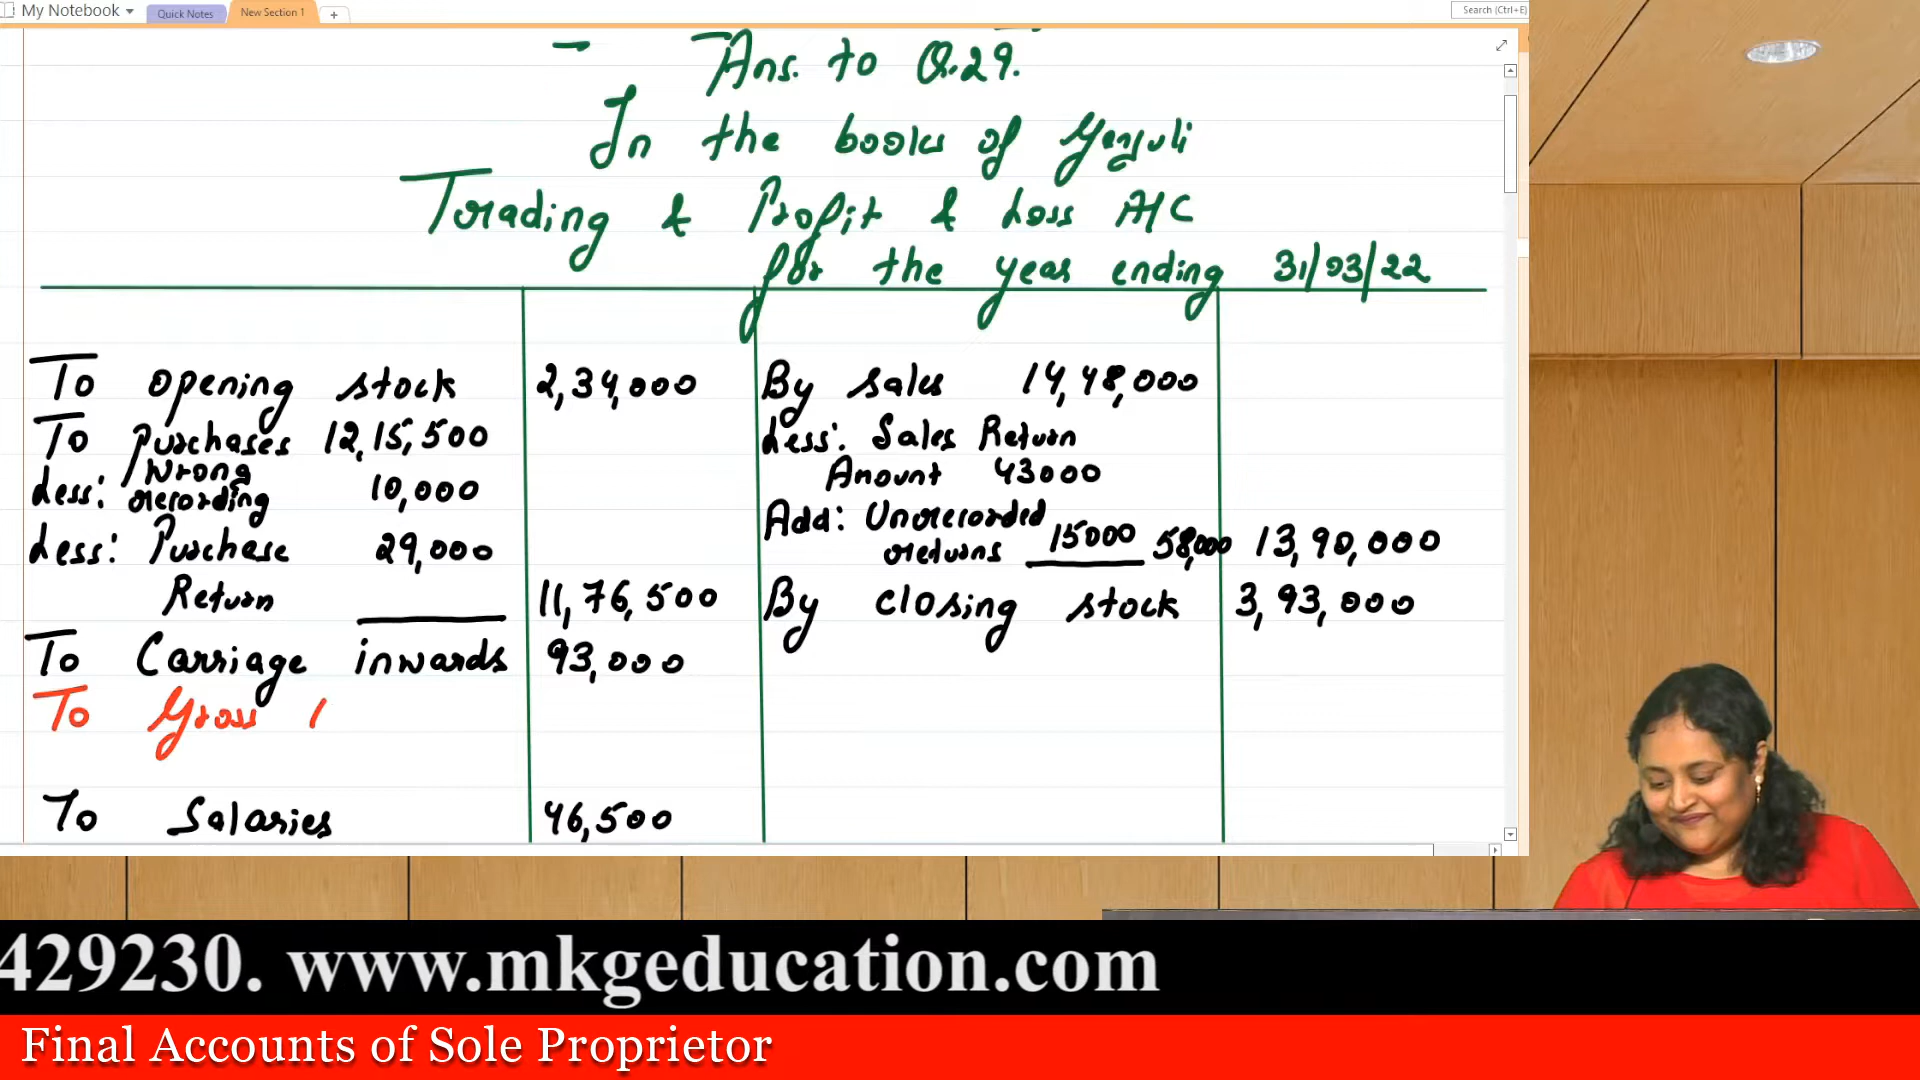 My Notebook
Quick Notes
New Section 1
+
Search (Ctrl+E)
Ans. to Q.29.
In the books of
Trading & Profit & Loss A/C
for the year ending 31/03/22
To opening stock 2,34,000
To Purchases 12,15,500
Less: Wrong recording 10,000
Less: Purchase 29,000
Return 11,76,500
To Carriage inwards 93,000
To Gross
To Salaries 46,500
By Sales 14,48,000
Less: Sales Return
Amount 43000
Add: Unrecorded
returns 15000 58,000 13,90,000
By closing stock 3,93,000
429230. www.mkgeducation.com
Final Accounts of Sole Proprietor